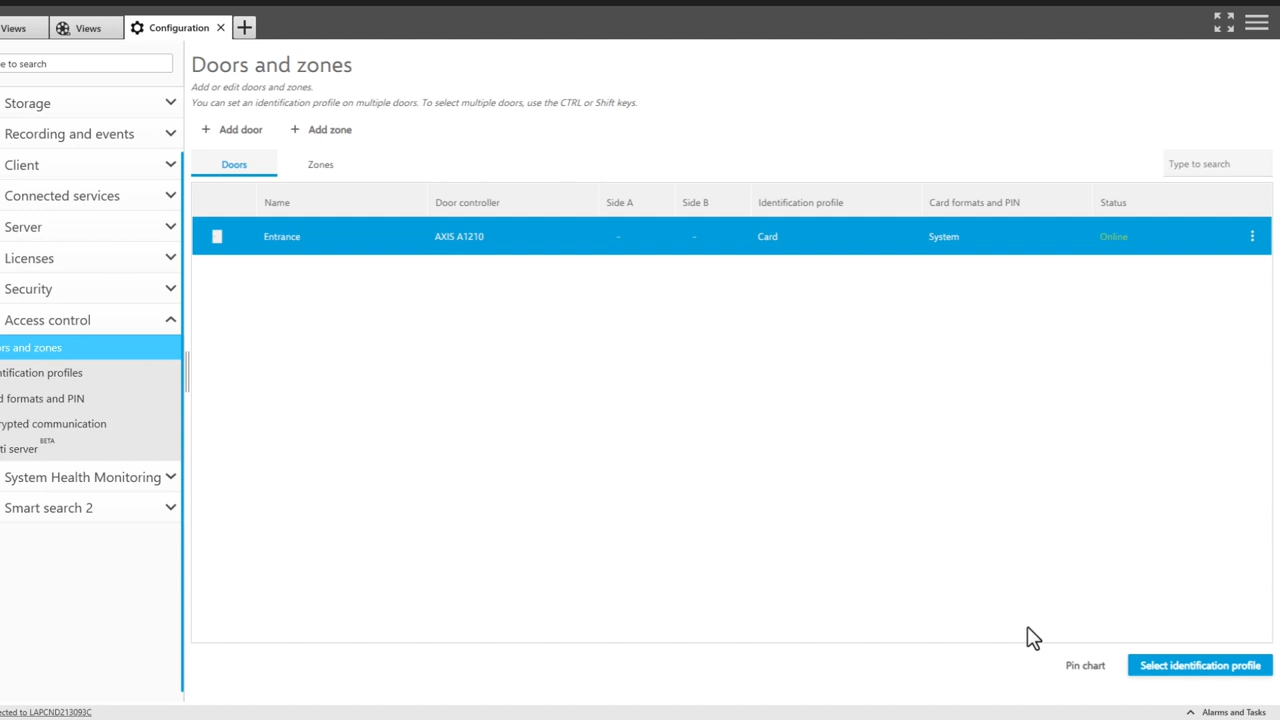 Views
Views
Configuration
e to search
Storage
Recording and events
Client
Connected services
Server
Licenses
Security
Access control
rs and zones
ntification profiles
d formats and PIN
rypted communication
BETA
ti server
System Health Monitoring
Smart search 2
Doors and zones
Add or edit doors and zones.
You can set an identification profile on multiple doors. To select multiple doors, use the CTRL or Shift keys.
+ Add door + Add zone
Doors Zones
Type to search
Name Door controller Side A Side B Identification profile Card formats and PIN Status
Entrance AXIS A1210 - - Card System Online
Pin chart Select identification profile
ected to LAPCND213093C
Alarms and Tasks